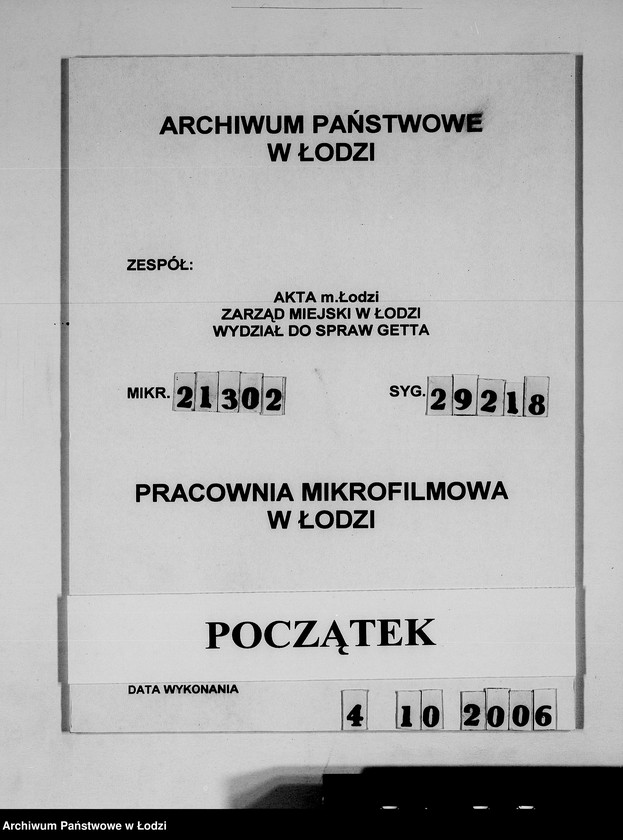 ARCHIWUM PAŃSTWOWE
W ŁODZI
ZESPÓŁ:
AKTA m.Łodzi
ZARZĄD MIEJSKI W ŁODZI
WYDZIAŁ DO SPRAW GETTA
MIKR. 21302 SYG. 29218
PRACOWNIA MIKROFILMOWA
W ŁODZI
POCZĄTEK
DATA WYKONANIA
4 10 2006
Archiwum Państwowe w Łodzi